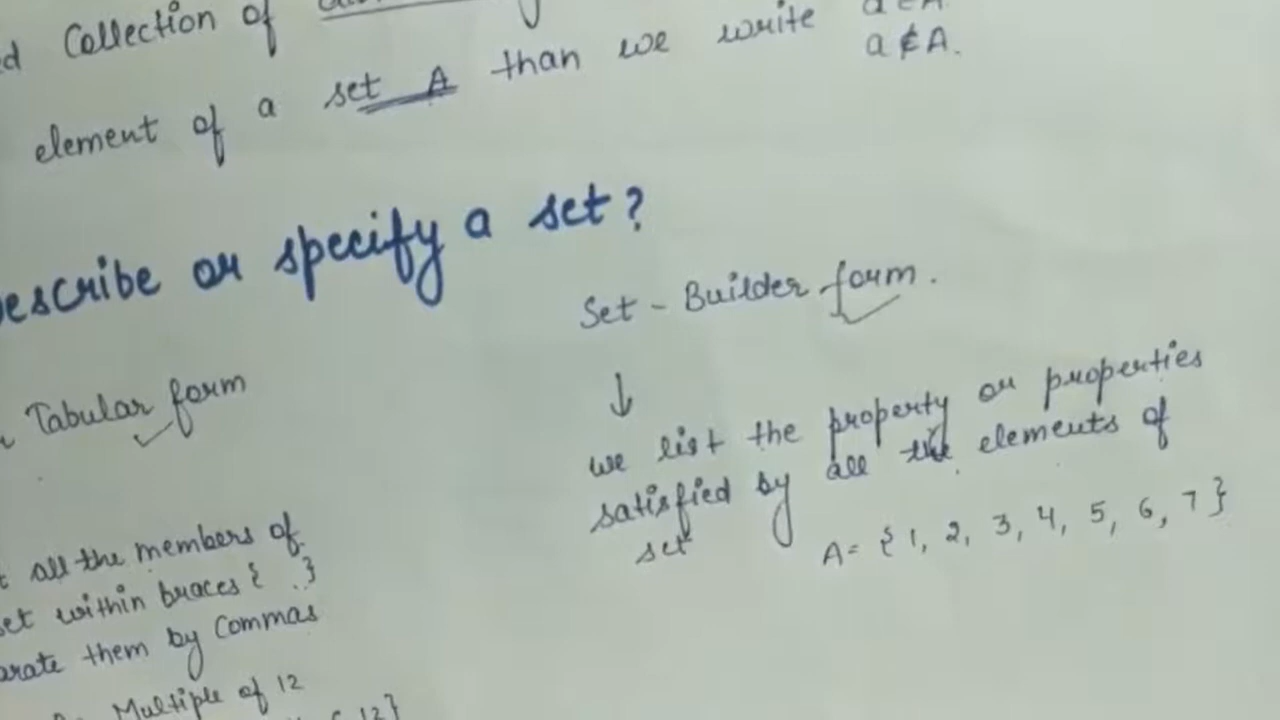 Collection of
a ∉ A.
element of a set A than we write
describe or specify a set?
Set - Builder form.
Tabular form
↓
we list the property or properties
satisfied by all the elements of
set
A = { 1, 2, 3, 4, 5, 6, 7 }
all the members of
set within braces { . }
arate them by Commas
Multiple of 12
12}